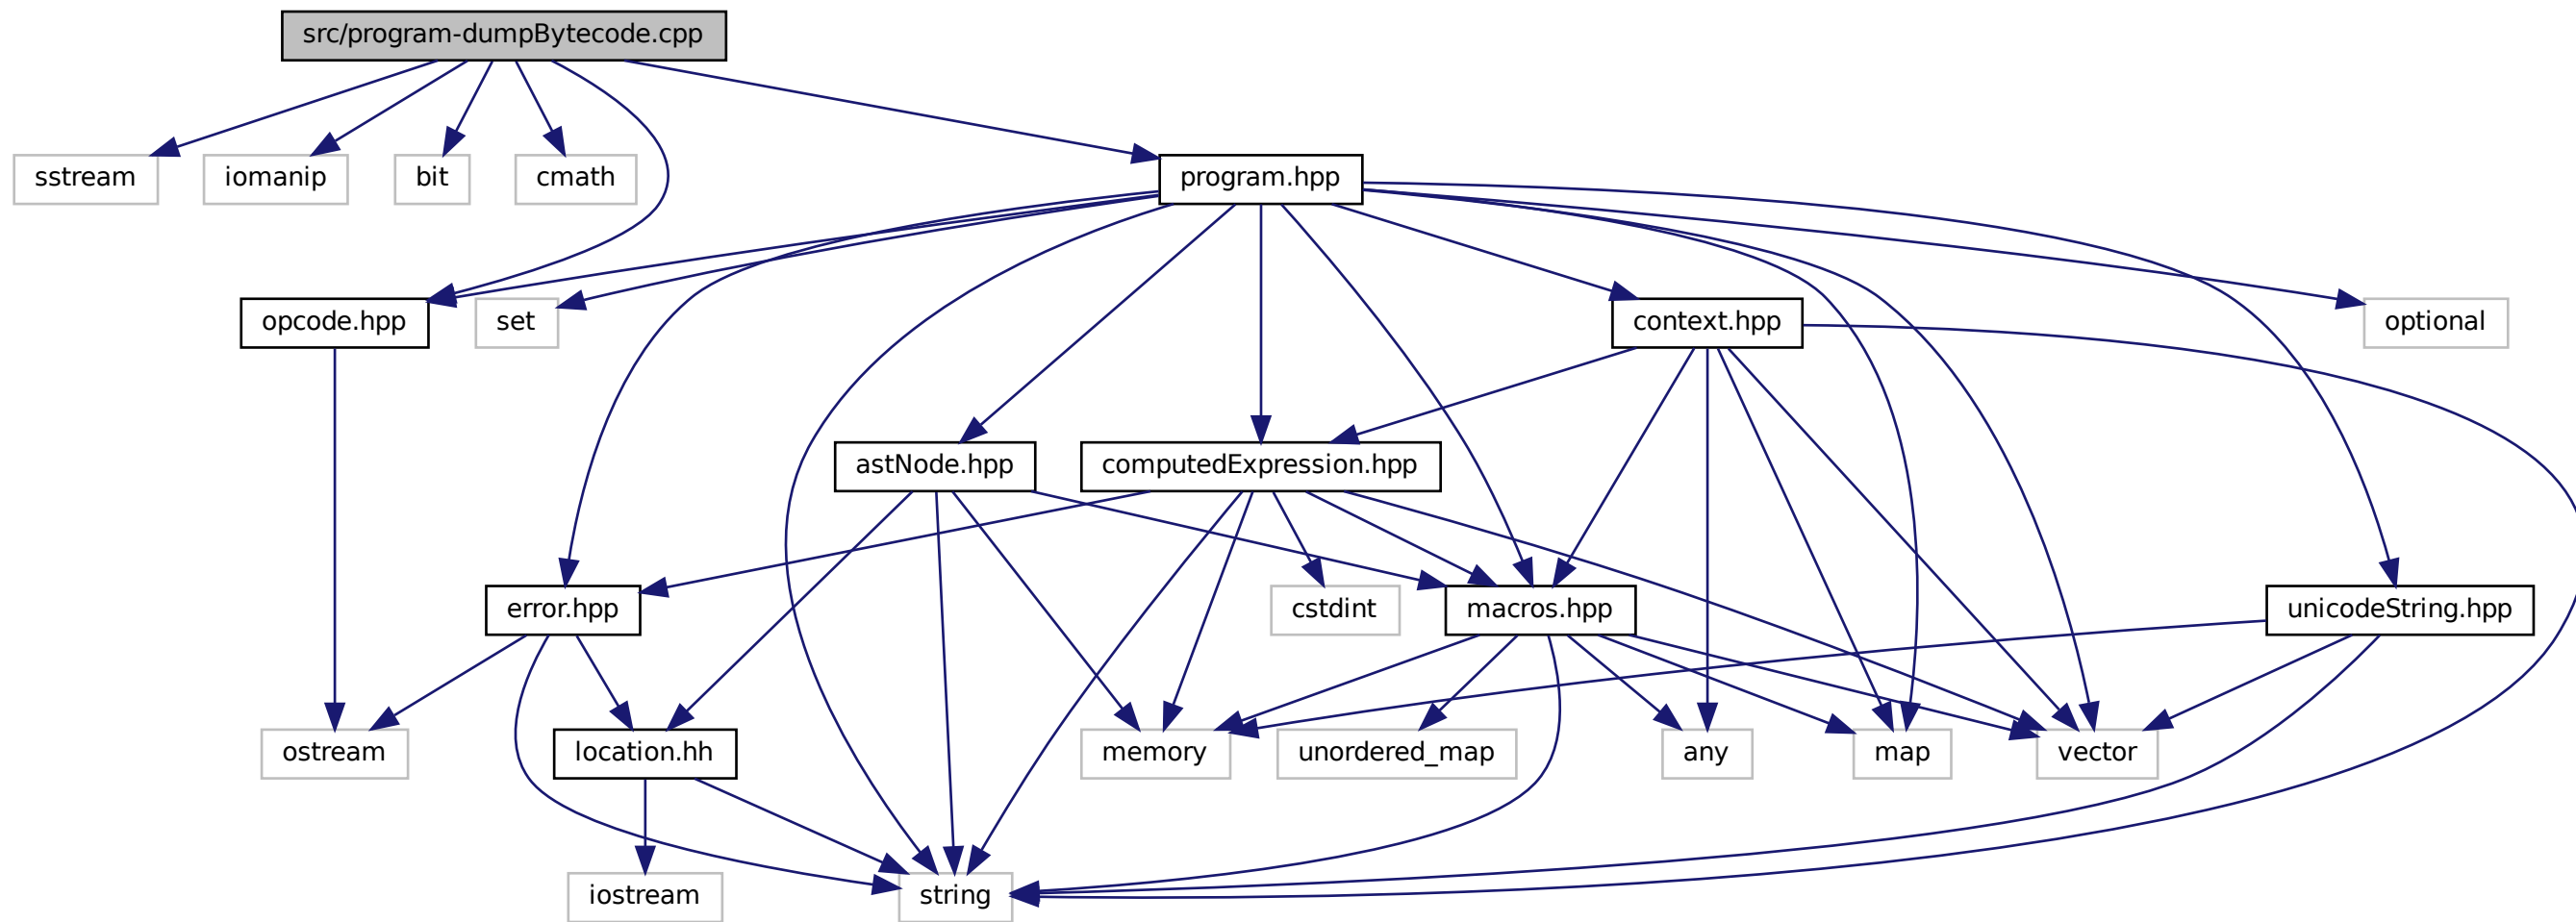 src/program-dumpBytecode.cpp
sstream
iomanip
bit
cmath
program.hpp
opcode.hpp
set
context.hpp
optional
astNode.hpp
computedExpression.hpp
error.hpp
cstdint
macros.hpp
unicodeString.hpp
ostream
location.hh
memory
unordered_map
any
map
vector
iostream
string